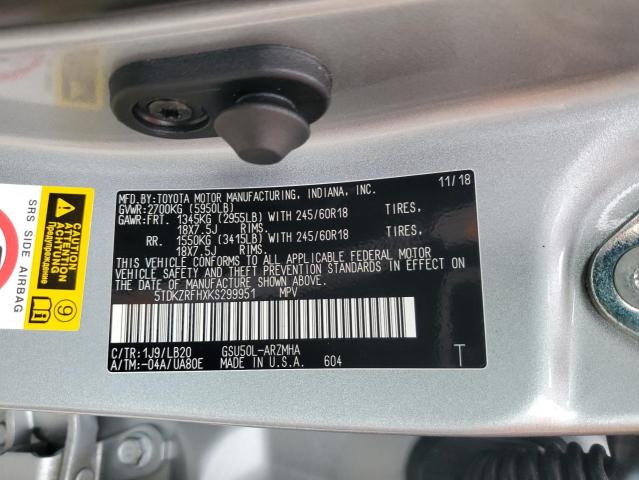 MFD.BY:TOYOTA MOTOR MANUFACTURING, INDIANA, INC. 11/18
GVWR:2700KG (5950LB)
GAWR:FRT. 1345KG (2955LB) WITH 245/60R18 TIRES,
18X7.5J RIMS.
RR. 1550KG (3415LB) WITH 245/60R18 TIRES,
18X7.5J RIMS.
THIS VEHICLE CONFORMS TO ALL APPLICABLE FEDERAL MOTOR
VEHICLE SAFETY AND THEFT PREVENTION STANDARDS IN EFFECT
ON THE DATE OF MANUFACTURE SHOWN ABOVE.
5TDKZRFHXKS299951 MPV
C/TR:1J9/LB20 GSU50L-ARZMHA
A/TM:-04A/UA80E MADE IN U.S.A. 604 T
SRS SIDE AIRBAG
CAUTION
ATTENTION
Предупреждение
9